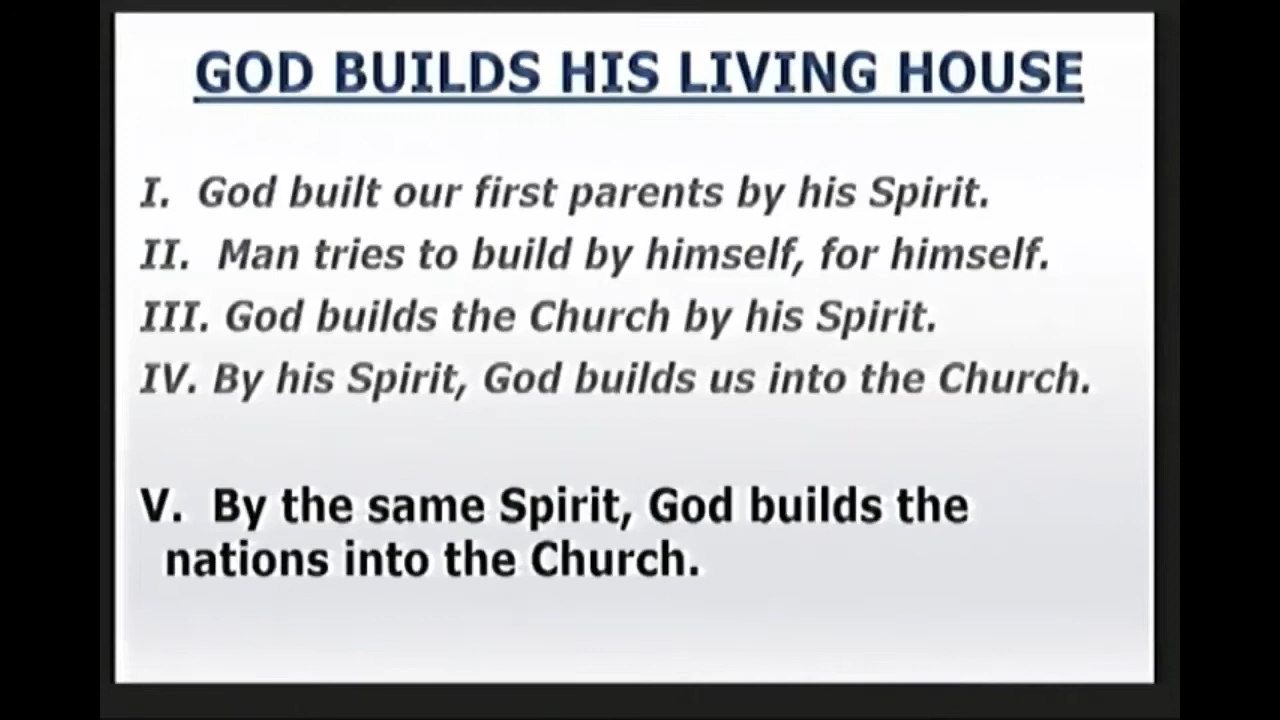 GOD BUILDS HIS LIVING HOUSE
I. God built our first parents by his Spirit.
II. Man tries to build by himself, for himself.
III. God builds the Church by his Spirit.
IV. By his Spirit, God builds us into the Church.
V. By the same Spirit, God builds the
nations into the Church.